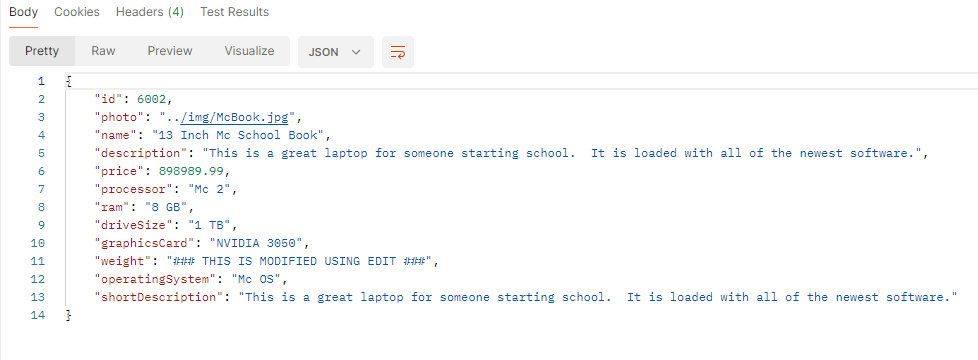 Body Cookies Headers (4) Test Results
Pretty Raw Preview Visualize JSON
1 {
2 "id": 6002,
3 "photo": "../img/McBook.jpg",
4 "name": "13 Inch Mc School Book",
5 "description": "This is a great laptop for someone starting school.  It is loaded with all of the newest software.",
6 "price": 898989.99,
7 "processor": "Mc 2",
8 "ram": "8 GB",
9 "driveSize": "1 TB",
10 "graphicsCard": "NVIDIA 3050",
11 "weight": "### THIS IS MODIFIED USING EDIT ###",
12 "operatingSystem": "Mc OS",
13 "shortDescription": "This is a great laptop for someone starting school.  It is loaded with all of the newest software."
14 }